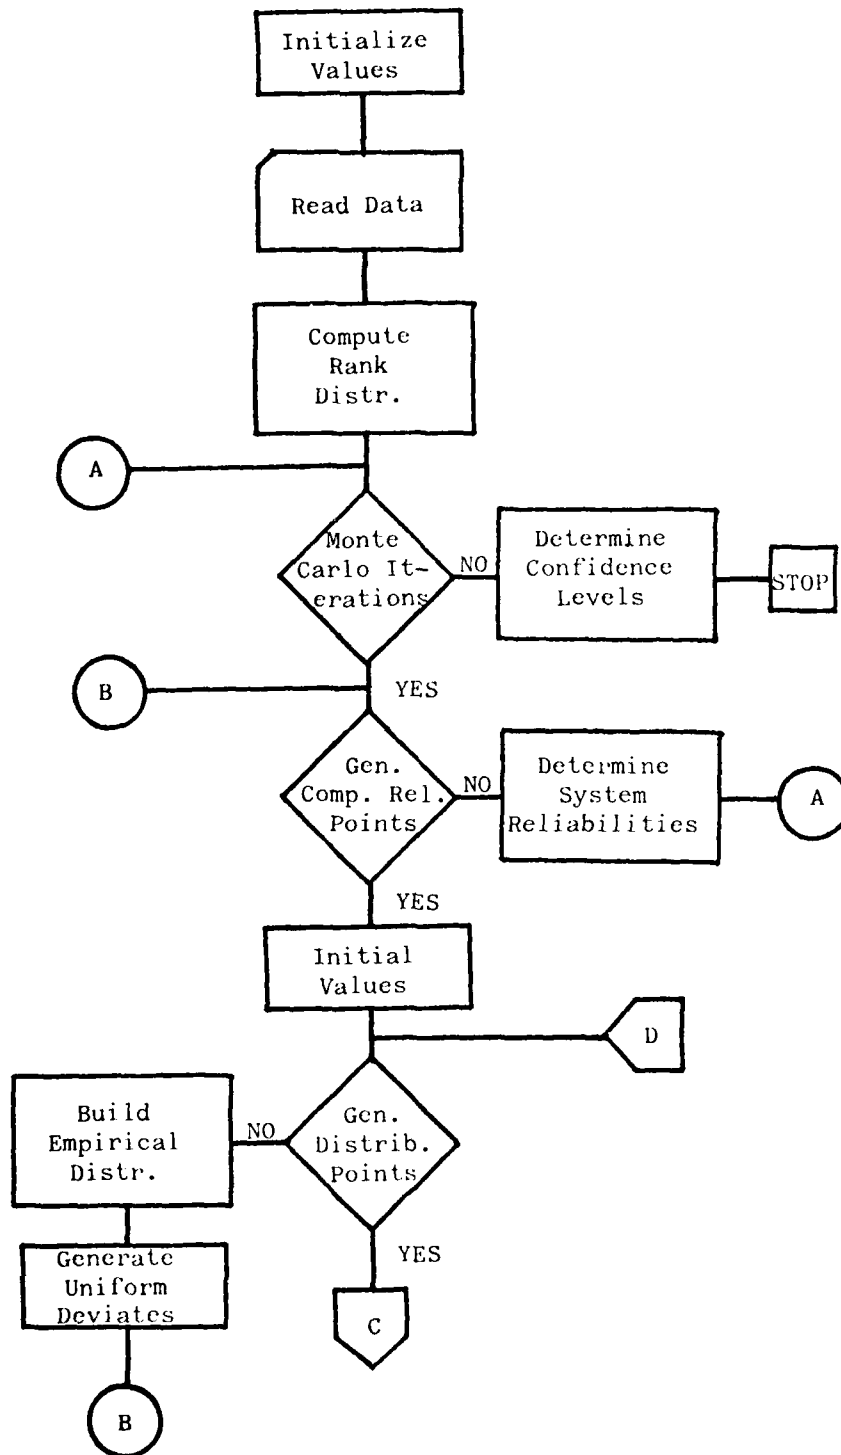 Initialize
Values
Read Data
Compute
Rank
Distr.
A
Monte
Carlo It-
erations
NO
Determine
Confidence
Levels
STOP
B
YES
Gen.
Comp. Rel.
Points
NO
Determine
System
Reliabilities
A
YES
Initial
Values
D
Build
Empirical
Distr.
NO
Gen.
Distrib.
Points
YES
Generate
Uniform
Deviates
C
B